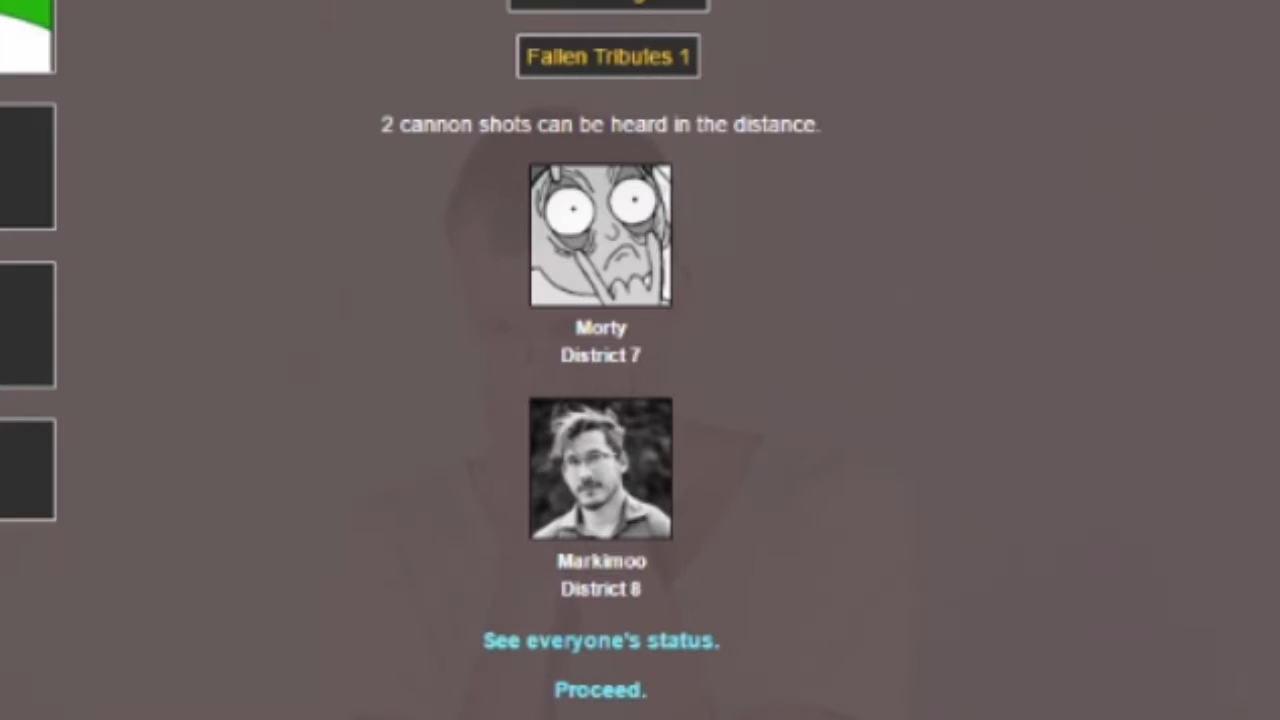 Fallen Tributes 1
2 cannon shots can be heard in the distance.
Morty
District 7
Markimoo
District 8
See everyone's status.
Proceed.